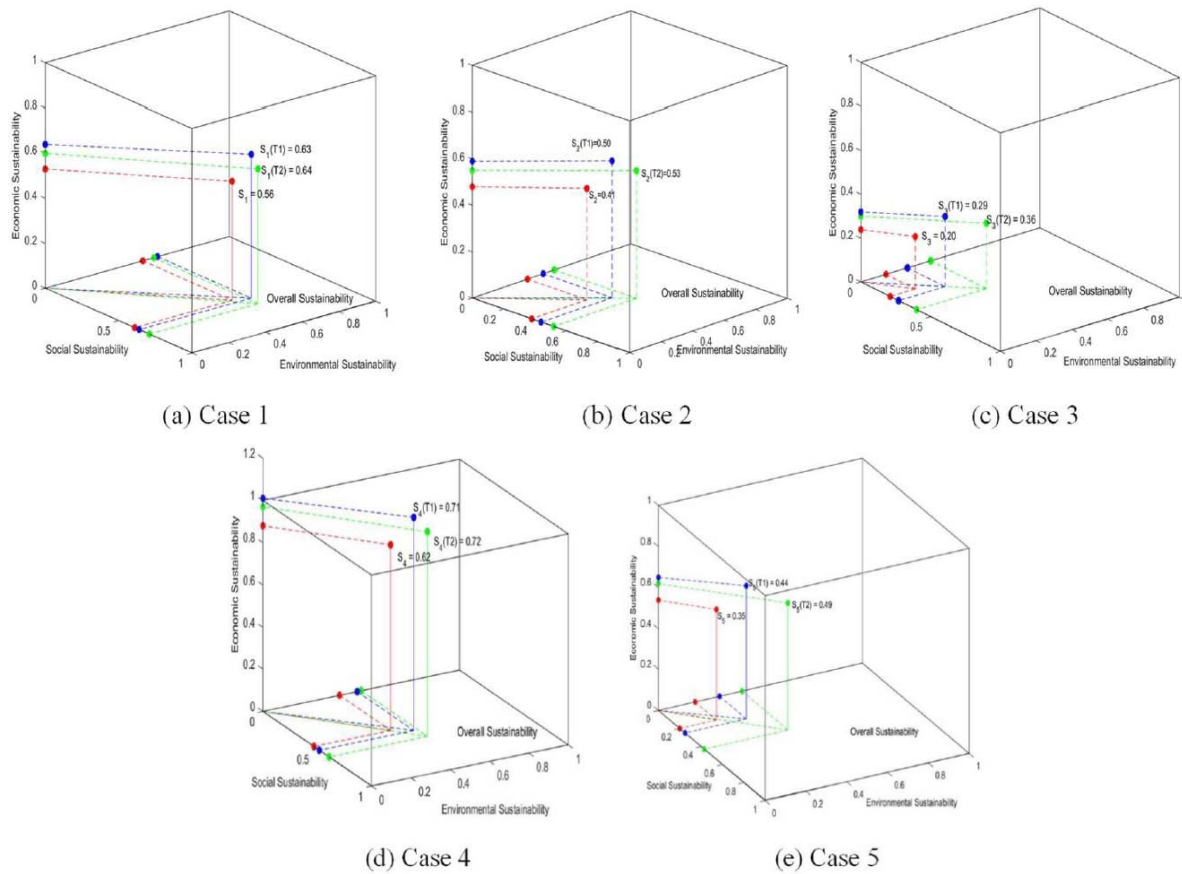 1
0.8
0.6
0.4
0.2
0
Economic Sustainability
S1(T1) = 0.63
S1(T2) = 0.64
S1 = 0.56
Overall Sustainability
0
0.5
1
Social Sustainability
0
0.2
0.4
0.6
0.8
1
Environmental Sustainability
(a) Case 1
1
0.8
0.6
0.4
0.2
0
Economic Sustainability
S2(T1)=0.50
S2(T2)=0.53
S2=0.41
Overall Sustainability
0.2
0.4
0.6
0.8
1
Social Sustainability
0
0.2
0.4
0.6
0.8
1
Environmental Sustainability
(b) Case 2
1
0.8
0.6
0.4
0.2
0
Economic Sustainability
S3(T1) = 0.29
S3(T2) = 0.36
S3 = 0.20
Overall Sustainability
0
0.5
1
Social Sustainability
0
0.2
0.4
0.6
0.8
1
Environmental Sustainability
(c) Case 3
1.2
1
0.8
0.6
0.4
0.2
0
Economic Sustainability
S4(T1) = 0.71
S4(T2) = 0.72
S4 = 0.62
Overall Sustainability
0
0.5
1
Social Sustainability
0
0.2
0.4
0.6
0.8
1
Environmental Sustainability
(d) Case 4
1
0.8
0.6
0.4
0.2
0
Economic Sustainability
S5(T1) = 0.44
S5(T2) = 0.49
S5 = 0.35
Overall Sustainability
0
0.2
0.4
0.6
0.8
1
Social Sustainability
0
0.2
0.4
0.6
0.8
1
Environmental Sustainability
(e) Case 5